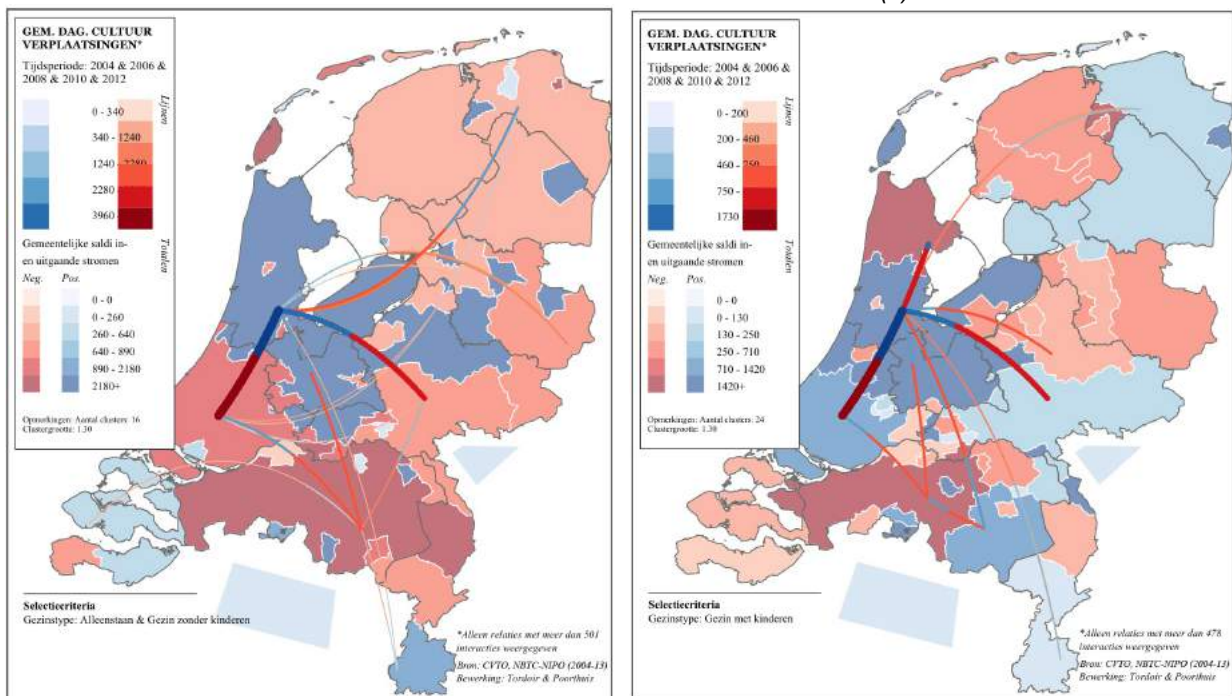 GEM. DAG. CULTUUR
VERPLAATSINGEN*
Tijdsperiode: 2004 & 2006 &
2008 & 2010 & 2012
Lijnen
0 - 340
340 - 1240
1240 - 2280
2280
3960
Totalen
Gemeentelijke saldi in-
en uitgaande stromen
Neg. Pos.
0 - 0
0 - 260
260 - 640
640 - 890
890 - 2180
2180+
Opmerkingen: Aantal clusters: 16
Clustergrootte: 1.30
Selectiecriteria
Gezinstype: Alleenstaan & Gezin zonder kinderen
*Alleen relaties met meer dan 501
interacties weergegeven
Bron: CVTO, NBTC-NIPO (2004-13)
Bewerking: Tordoir & Poorthuis
GEM. DAG. CULTUUR
VERPLAATSINGEN*
Tijdsperiode: 2004 & 2006 &
2008 & 2010 & 2012
Lijnen
0 - 200
200 - 460
460 -
750 -
1730
Totalen
Gemeentelijke saldi in-
en uitgaande stromen
Neg. Pos.
0 - 0
0 - 130
130 - 250
250 - 710
710 - 1420
1420+
Opmerkingen: Aantal clusters: 24
Clustergrootte: 1.30
Selectiecriteria
Gezinstype: Gezin met kinderen
*Alleen relaties met meer dan 478
interacties weergegeven
Bron: CVTO, NBTC-NIPO (2004-13)
Bewerking: Tordoir & Poorthuis